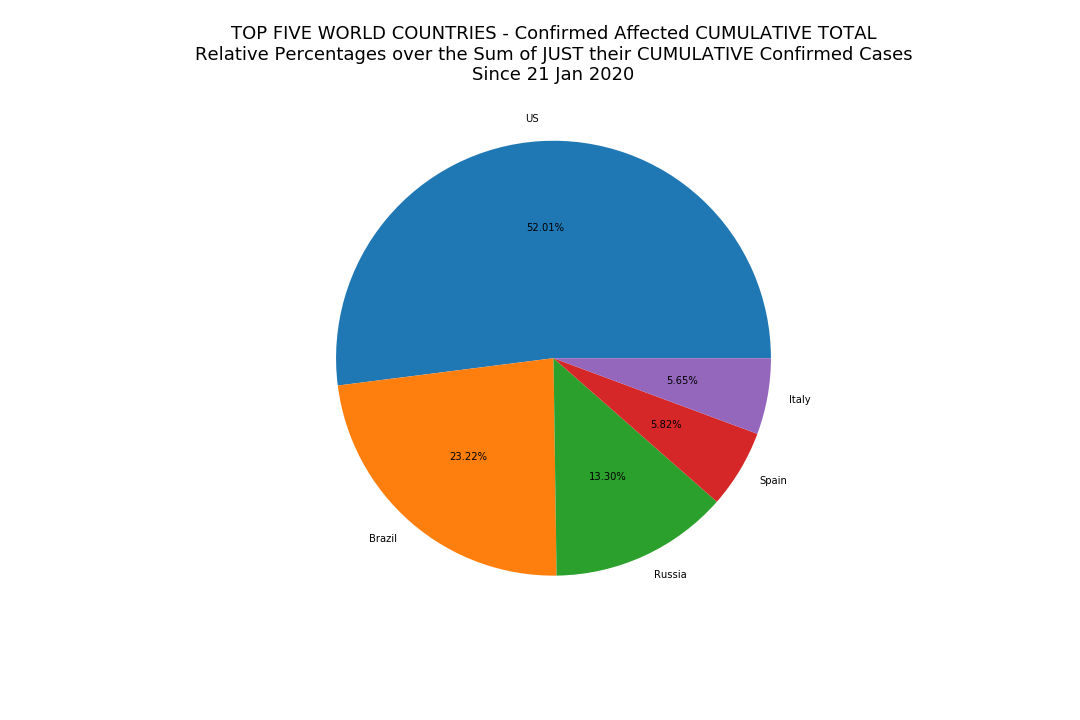 TOP FIVE WORLD COUNTRIES - Confirmed Affected CUMULATIVE TOTAL
Relative Percentages over the Sum of JUST their CUMULATIVE Confirmed Cases
Since 21 Jan 2020
US
52.01%
5.65%
Italy
5.82%
23.22%
13.30%
Spain
Brazil
Russia